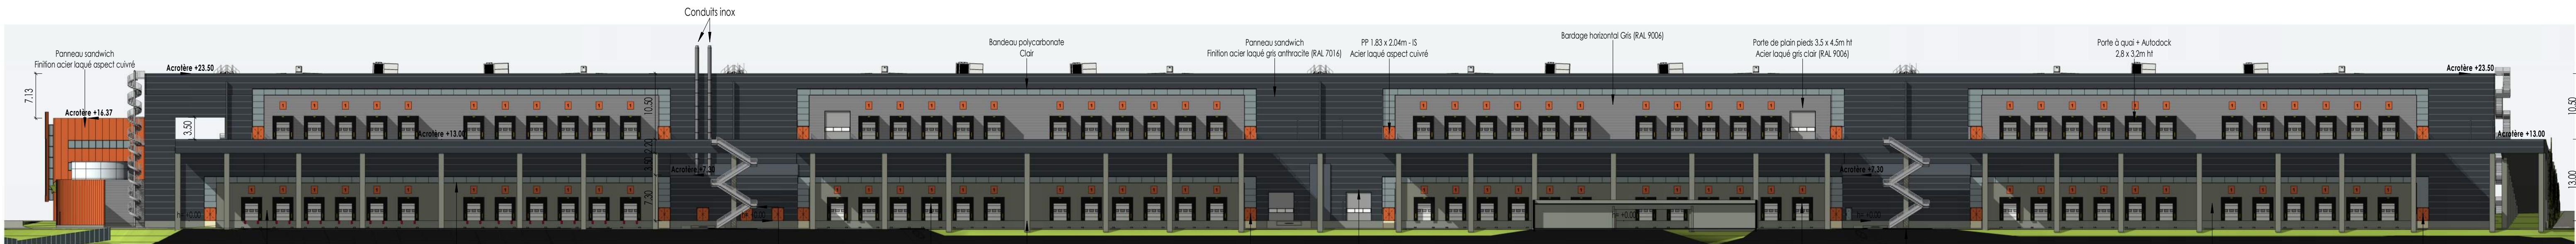 Conduits inox
Panneau sandwich
Finition acier laqué aspect cuivré
Acrotère +23.50
Bandeau polycarbonate
Clair
Panneau sandwich
Finition acier laqué gris anthracite (RAL 7016)
PP 1.83 x 2.04m - IS
Acier laqué aspect cuivré
Bardage horizontal Gris (RAL 9006)
Porte de plain pieds 3.5 x 4.5m ht
Acier laqué gris clair (RAL 9006)
Porte à quai + Autodock
2,8 x 3,2m ht
Acrotère +23.50
7,13
Acrotère +16.37
3.50
Acrotère +13.00
10.50
2.20
7.30
Acrotère +7.30
Acrotère +7.30
Acrotère +13.00
10.50
13.00